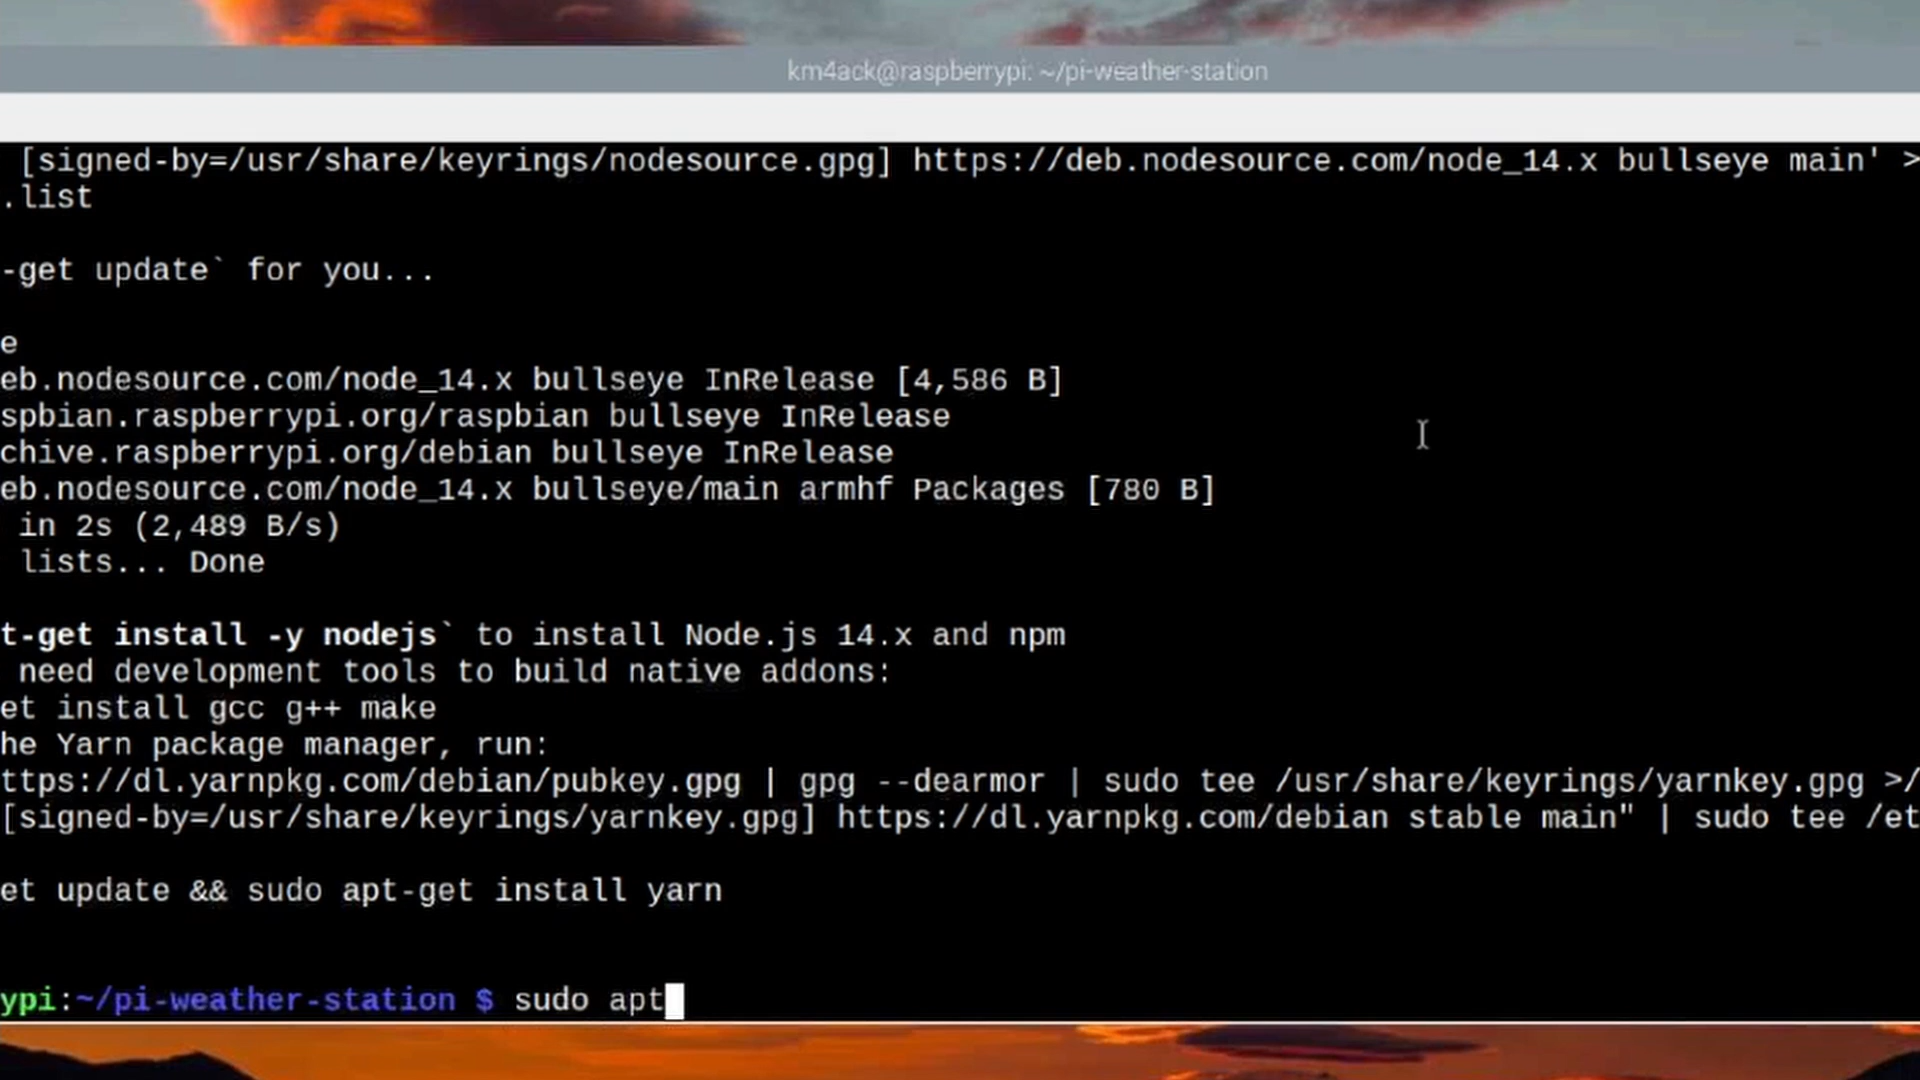 km4ack@raspberrypi: ~/pi-weather-station
[signed-by=/usr/share/keyrings/nodesource.gpg] https://deb.nodesource.com/node_14.x bullseye main' >
.list
-get update` for you...
e
eb.nodesource.com/node_14.x bullseye InRelease [4,586 B]
spbian.raspberrypi.org/raspbian bullseye InRelease
chive.raspberrypi.org/debian bullseye InRelease
eb.nodesource.com/node_14.x bullseye/main armhf Packages [780 B]
in 2s (2,489 B/s)
lists... Done
t-get install -y nodejs` to install Node.js 14.x and npm
need development tools to build native addons:
et install gcc g++ make
he Yarn package manager, run:
ttps://dl.yarnpkg.com/debian/pubkey.gpg | gpg --dearmor | sudo tee /usr/share/keyrings/yarnkey.gpg >/
[signed-by=/usr/share/keyrings/yarnkey.gpg] https://dl.yarnpkg.com/debian stable main" | sudo tee /et
et update && sudo apt-get install yarn
ypi:~/pi-weather-station $ sudo apt